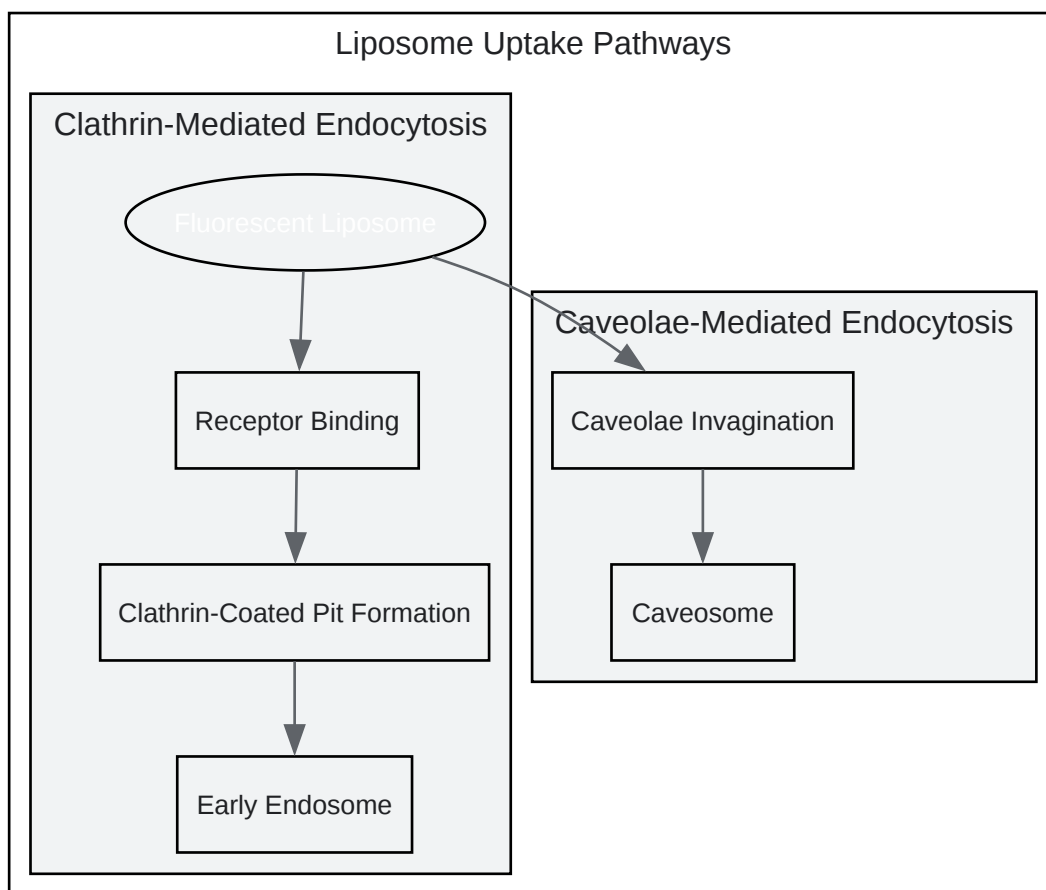 Liposome Uptake Pathways
Clathrin-Mediated Endocytosis
Fluorescent Liposome
Receptor Binding
Clathrin-Coated Pit Formation
Early Endosome
Caveolae-Mediated Endocytosis
Caveolae Invagination
Caveosome